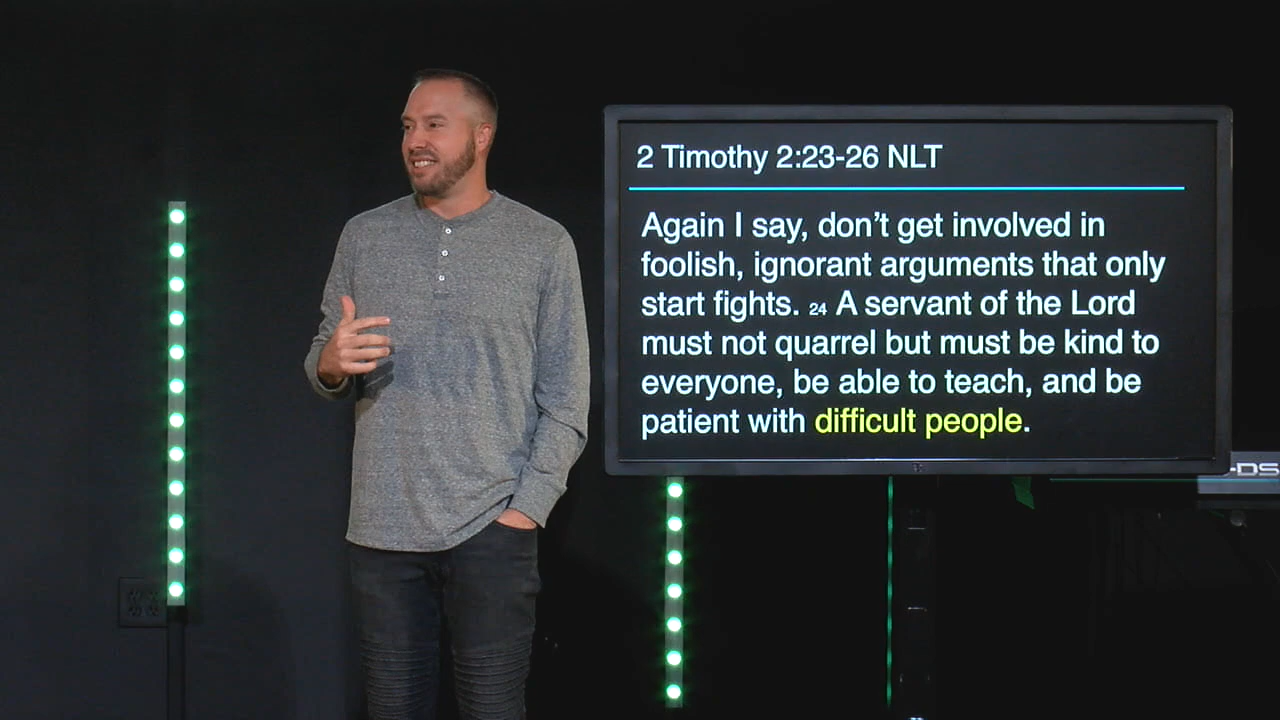 2 Timothy 2:23-26 NLT
Again I say, don’t get involved in
foolish, ignorant arguments that only
start fights. 24 A servant of the Lord
must not quarrel but must be kind to
everyone, be able to teach, and be
patient with difficult people.
-DS